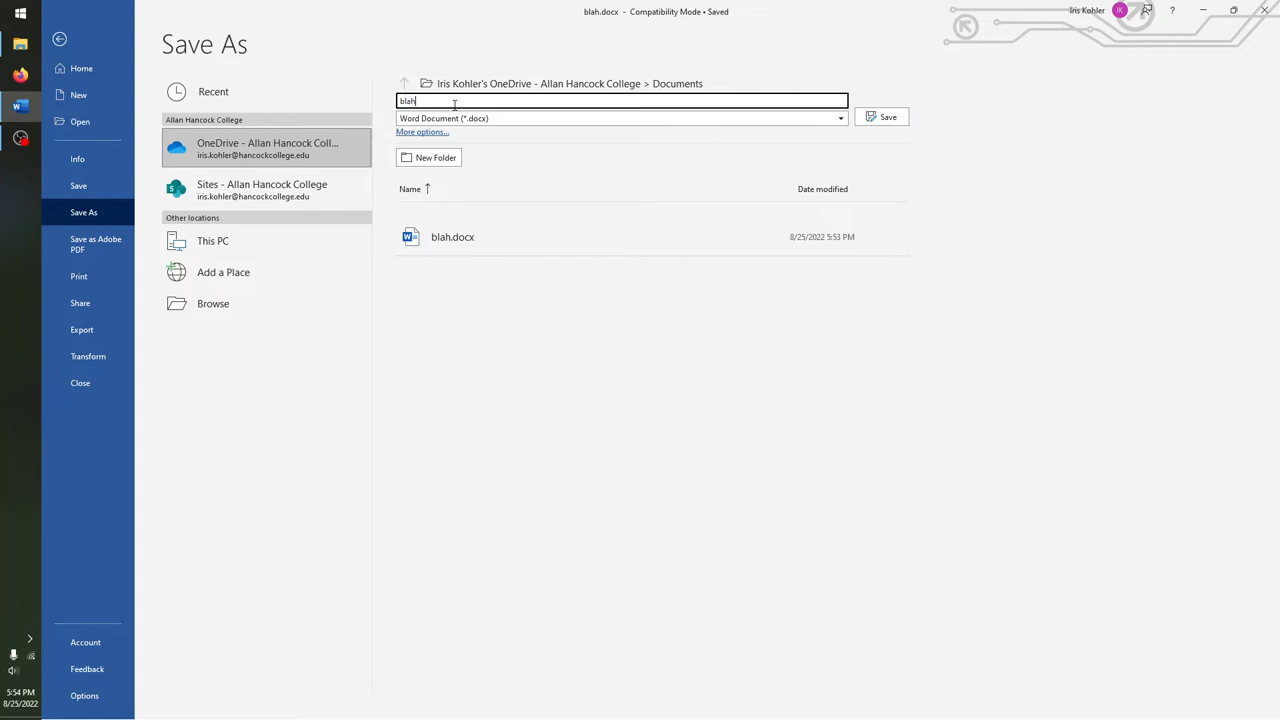 blah.docx - Compatibility Mode • Saved
Iris Kohler
IK
?
Save As
Home
New
Open
Info
Save
Save As
Save as Adobe
PDF
Print
Share
Export
Transform
Close
Account
Feedback
Options
Recent
Allan Hancock College
OneDrive - Allan Hancock Coll...
iris.kohler@hancockcollege.edu
Sites - Allan Hancock College
iris.kohler@hancockcollege.edu
Other locations
This PC
Add a Place
Browse
Iris Kohler's OneDrive - Allan Hancock College > Documents
blah
Word Document (*.docx)
Save
More options...
New Folder
Name
Date modified
blah.docx
8/25/2022 5:53 PM
5:54 PM
8/25/2022